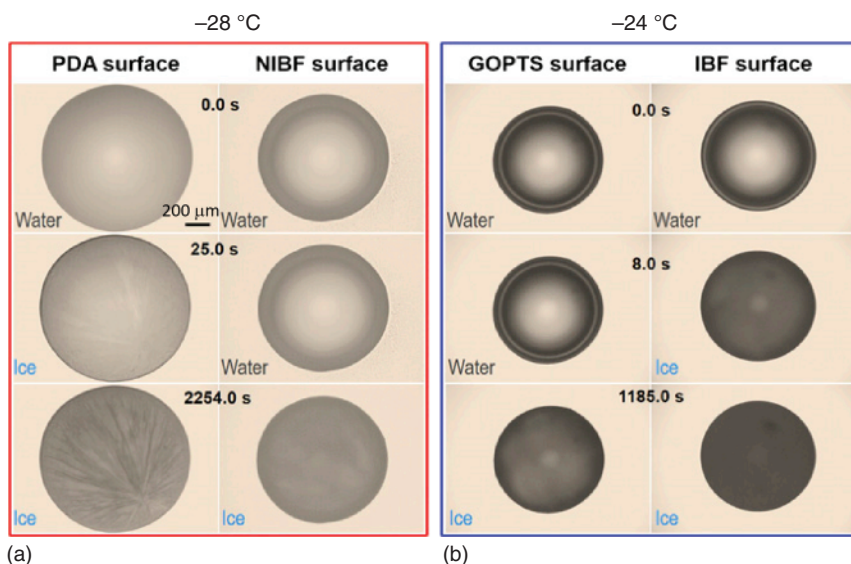 –28 °C
–24 °C
PDA surface
NIBF surface
GOPTS surface
IBF surface
0.0 s
0.0 s
200 μm
Water
Water
Water
Water
25.0 s
8.0 s
Ice
Water
Water
Ice
2254.0 s
1185.0 s
Ice
Ice
Ice
Ice
(a)
(b)